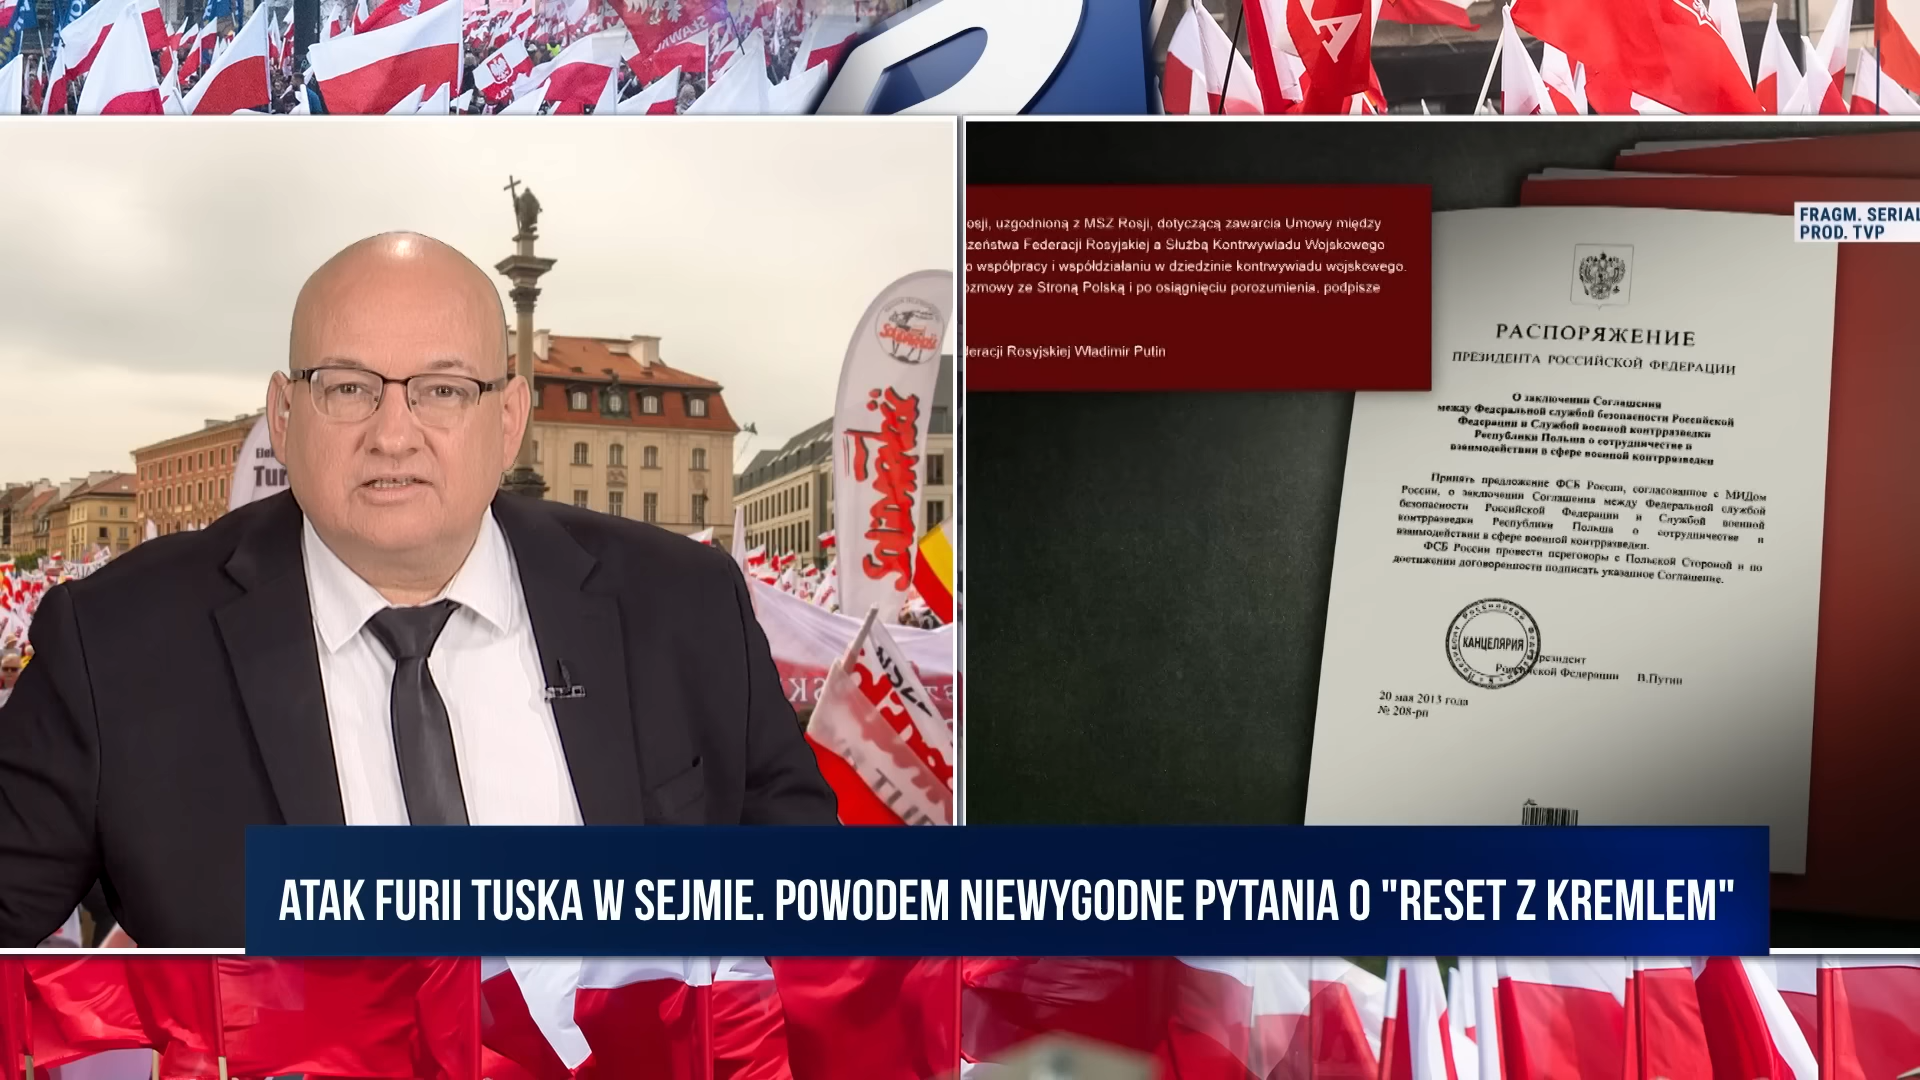 FRAGM. SERIAL
PROD. TVP
osji, uzgodnioną z MSZ Rosji, dotyczącą zawarcia Umowy między
zeństwa Federacji Rosyjskiej a Służbą Kontrwywiadu Wojskowego
o współpracy i współdziałaniu w dziedzinie kontrwywiadu wojskowego.
ozmowy ze Stroną Polską i po osiągnięciu porozumienia, podpisze
deracji Rosyjskiej Władimir Putin
РАСПОРЯЖЕНИЕ
ПРЕЗИДЕНТА РОССИЙСКОЙ ФЕДЕРАЦИИ
О заключении Соглашения
между Федеральной службой безопасности Российской
Федерации и Службой военной контрразведки
Республики Польша о сотрудничестве и
взаимодействии в сфере военной контрразведки
Принять предложение ФСБ России, согласованное с МИДом
России, о заключении Соглашения между Федеральной службой
безопасности Российской Федерации и Службой военной
контрразведки Республики Польша о сотрудничестве и
взаимодействии в сфере военной контрразведки.
ФСБ России провести переговоры с Польской Стороной и по
достижении договоренности подписать указанное Соглашение.
КАНЦЕЛЯРИЯ
резидент
Российской Федерации В.Путин
20 мая 2013 года
№ 208-рп
Solidarność
Solidarność
Tur
ATAK FURII TUSKA W SEJMIE. POWODEM NIEWYGODNE PYTANIA O "RESET Z KREMLEM"